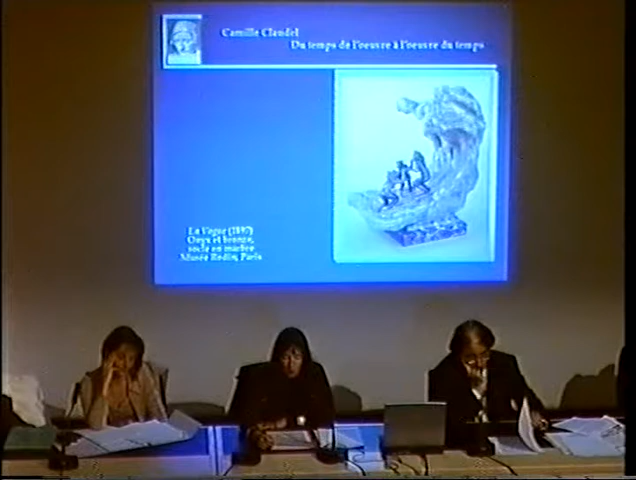 Camille Claudel
Du temps de l'oeuvre à l'oeuvre du temps
La Vague (1897)
Onyx et bronze,
socle en marbre
Musée Rodin, Paris